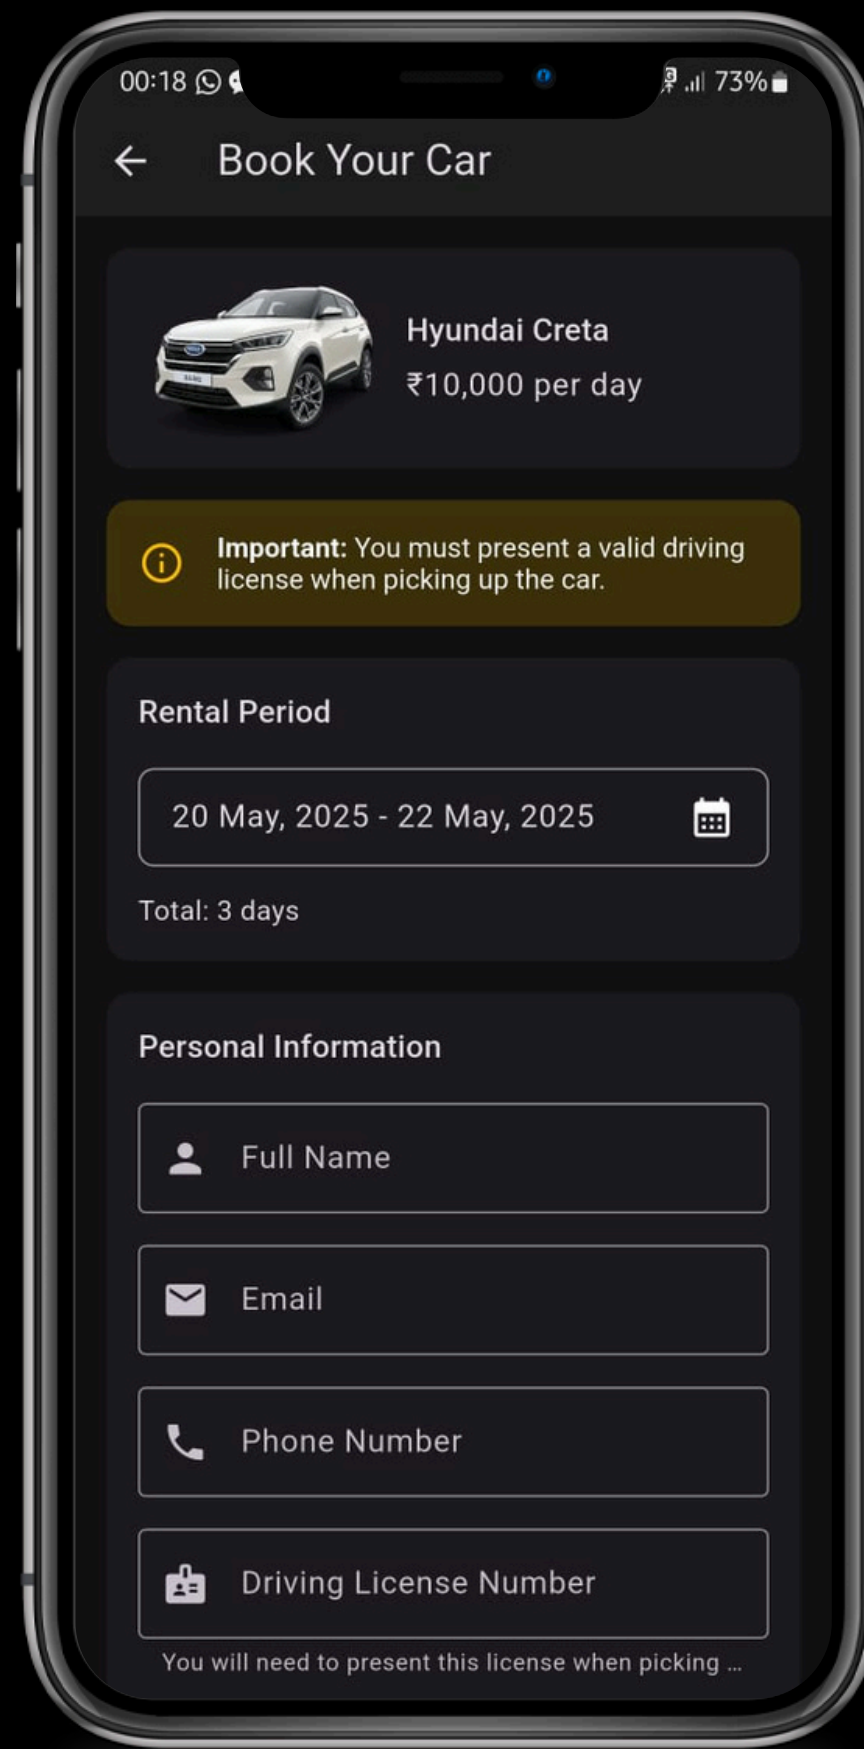 00:18
73%
Book Your Car
Hyundai Creta
₹10,000 per day
Important: You must present a valid driving
license when picking up the car.
Rental Period
20 May, 2025 - 22 May, 2025
Total: 3 days
Personal Information
Full Name
Email
Phone Number
Driving License Number
You will need to present this license when picking ...